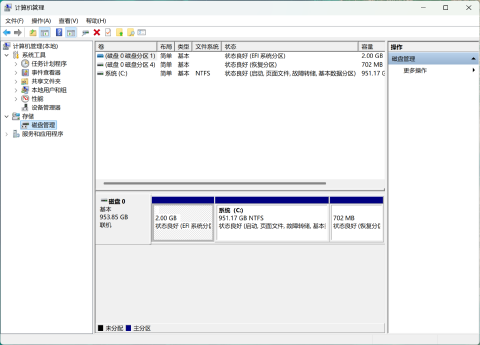 计算机管理
文件(F) 操作(A) 查看(V) 帮助(H)
计算机管理(本地)
系统工具
任务计划程序
事件查看器
共享文件夹
本地用户和组
性能
设备管理器
存储
磁盘管理
服务和应用程序
卷 布局 类型 文件系统 状态 容量
(磁盘 0 磁盘分区 1) 简单 基本 状态良好 (EFI 系统分区) 2.00 GB
(磁盘 0 磁盘分区 4) 简单 基本 状态良好 (恢复分区) 702 MB
系统 (C:) 简单 基本 NTFS 状态良好 (启动, 页面文件, 故障转储, 基本数据分区) 951.17 G
磁盘 0
基本
953.85 GB
联机
2.00 GB
状态良好 (EFI 系统分区
系统 (C:)
951.17 GB NTFS
状态良好 (启动, 页面文件, 故障转储, 基本
702 MB
状态良好 (恢复分区
未分配 主分区
操作
磁盘管理
更多操作